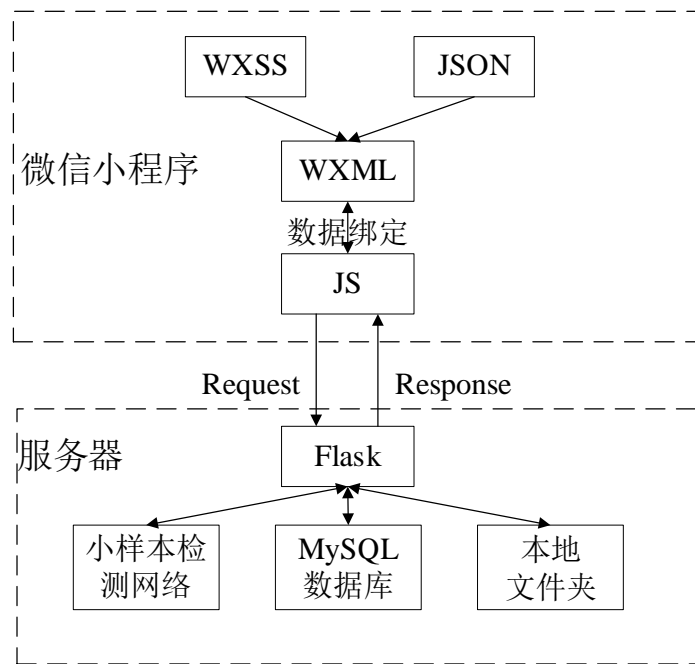 WXSS
JSON
微信小程序
WXML
数据绑定
JS
Request
Response
服务器
Flask
小样本检
测网络
MySQL
数据库
本地
文件夹